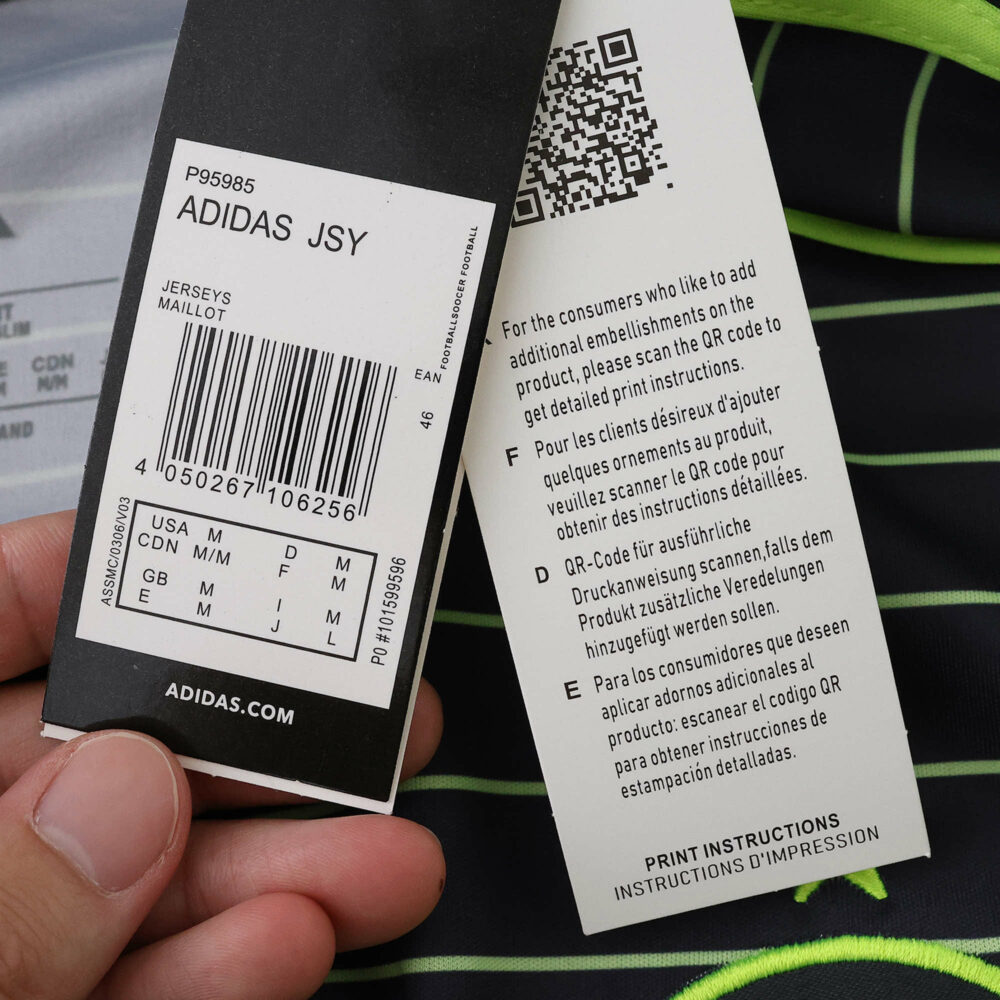 P95985
ADIDAS JSY
JERSEYS
MAILLOT
FOOTBALLSOCCER FOOTBALL
EAN
46
4 050267 106256
ASSMC/0306/V03
USA M D M
CDN M/M F M
GB M I M
E M J L
PO #101599596
ADIDAS.COM
For the consumers who like to add
additional embellishments on the
product, please scan the QR code to
get detailed print instructions.
F Pour les clients désireux d'ajouter
quelques ornements au produit,
veuillez scanner le QR code pour
obtenir des instructions détaillées.
D QR-Code für ausführliche
Druckanweisung scannen,falls dem
Produkt zusätzliche Veredelungen
hinzugefügt werden sollen.
E Para los consumidores que deseen
aplicar adornos adicionales al
producto: escanear el codigo QR
para obtener instrucciones de
estampación detalladas.
PRINT INSTRUCTIONS
INSTRUCTIONS D'IMPRESSION
CDN
M/M